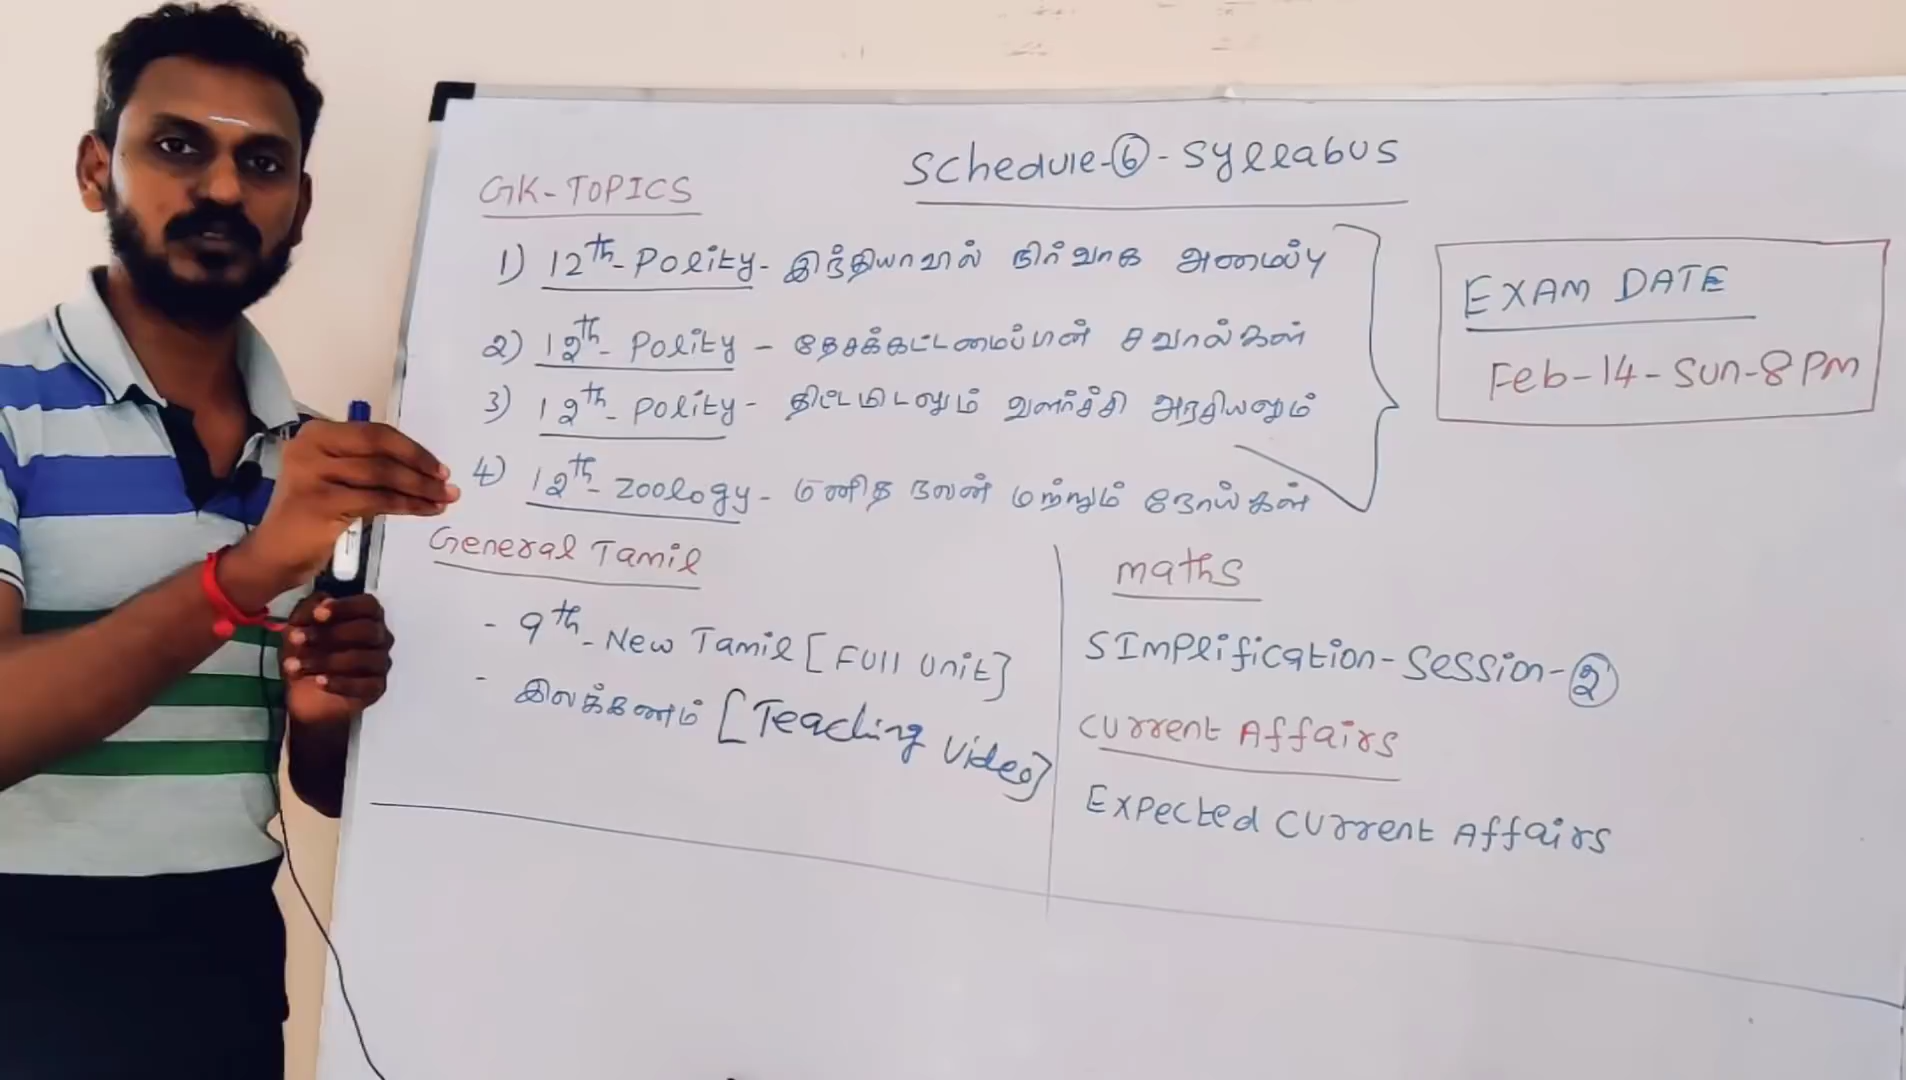 Schedule-6-Syllabus
GK-TOPICS
1) 12th-Polity-இந்தியாவில் நிர்வாக அமைப்பு
2) 12th-Polity-தேசக்கட்டமைப்பின் சவால்கள்
3) 12th-Polity-திட்டமிடலும் வளர்ச்சி அரசியலும்
4) 12th-Zoology-மனித நலன் மற்றும் நோய்கள்
EXAM DATE
Feb-14-Sun-8PM
General Tamil
-9th-New Tamil [Full Unit]
-இலக்கணம் [Teaching Video]
maths
SImplification-Session-2
Current Affairs
Expected Current Affairs